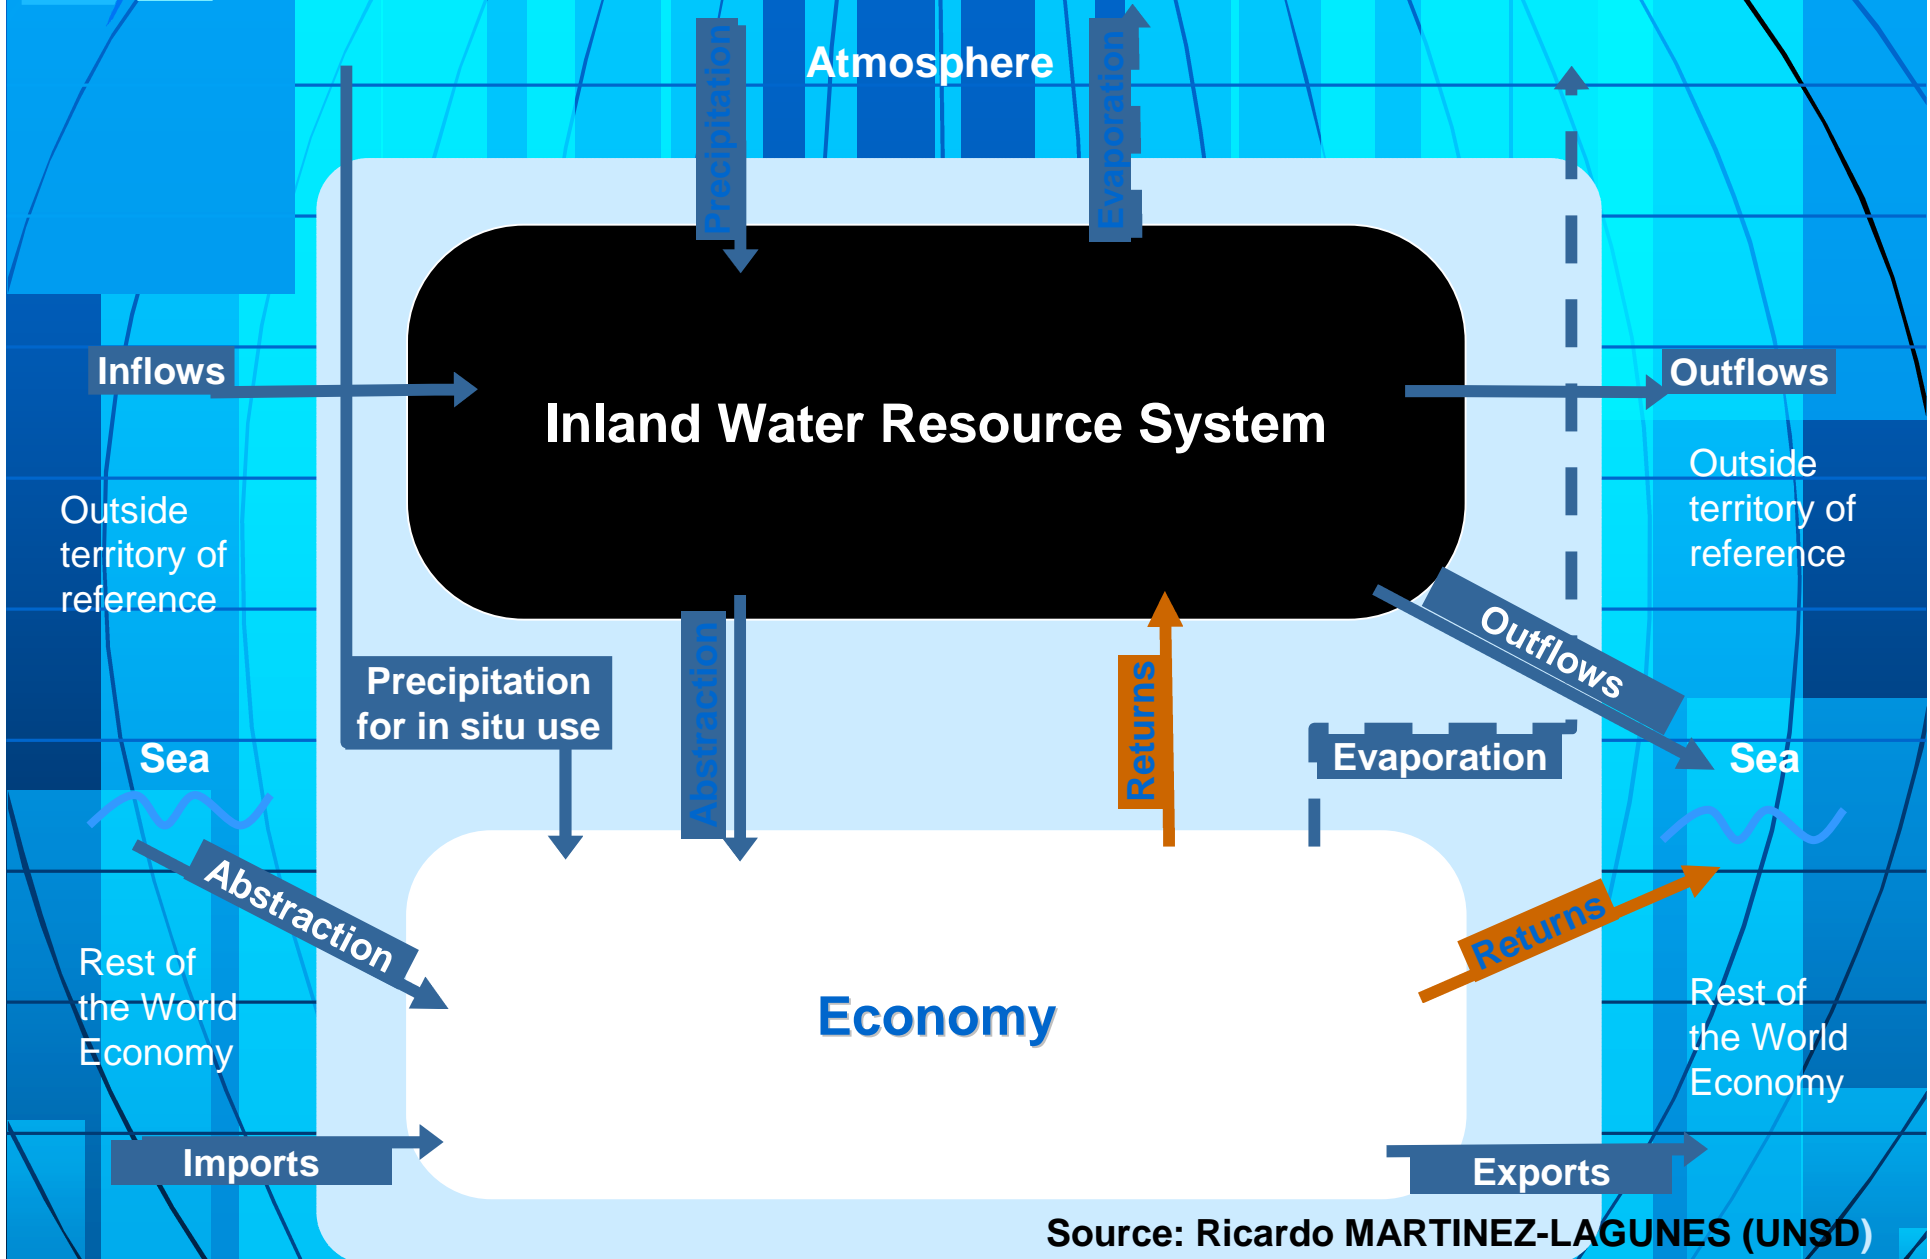 Atmosphere
Precipitation
Evaporation
Inflows
Outflows
Inland Water Resource System
Outside
territory of
reference
Outside
territory of
reference
Precipitation
for in situ use
Abstraction
Returns
Outflows
Evaporation
Sea
Sea
Abstraction
Returns
Rest of
the World
Economy
Economy
Rest of
the World
Economy
Imports
Exports
Source: Ricardo MARTINEZ-LAGUNES (UNSD)